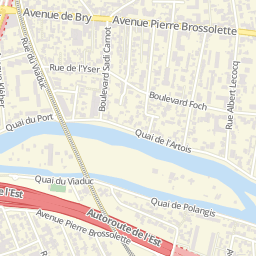 Avenue de Bry
Avenue Pierre Brossolette
Rue du Viaduc
Boulevard Sadi Carnot
Rue de l'Yser
Boulevard Foch
Rue Albert Lecocq
Quai du Port
Quai de l'Artois
Quai du Viaduc
Quai de Polangis
e l'Est
Autoroute de l'Est
Avenue Pierre Brossolette